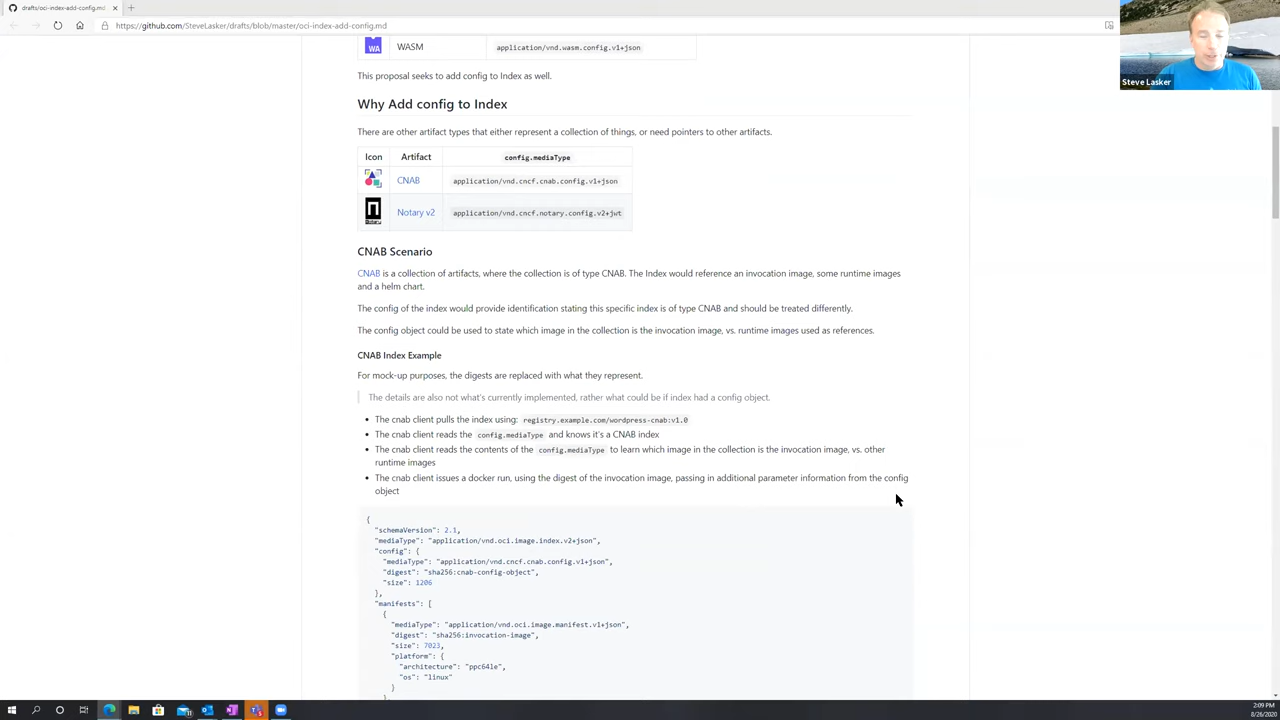 drafts/oci-index-add-config.md
https://github.com/SteveLasker/drafts/blob/master/oci-index-add-config.md
Steve Lasker
WA WASM application/vnd.wasm.config.v1+json
This proposal seeks to add config to Index as well.
Why Add config to Index
There are other artifact types that either represent a collection of things, or need pointers to other artifacts.
Icon Artifact config.mediaType
CNAB application/vnd.cncf.cnab.config.v1+json
Notary Notary v2 application/vnd.cncf.notary.config.v2+jwt
CNAB Scenario
CNAB is a collection of artifacts, where the collection is of type CNAB. The Index would reference an invocation image, some runtime images
and a helm chart.
The config of the index would provide identification stating this specific index is of type CNAB and should be treated differently.
The config object could be used to state which image in the collection is the invocation image, vs. runtime images used as references.
CNAB Index Example
For mock-up purposes, the digests are replaced with what they represent.
The details are also not what's currently implemented, rather what could be if index had a config object.
• The cnab client pulls the index using: registry.example.com/wordpress-cnab:v1.0
• The cnab client reads the config.mediaType and knows it's a CNAB index
• The cnab client reads the contents of the config.mediaType to learn which image in the collection is the invocation image, vs. other
runtime images
• The cnab client issues a docker run, using the digest of the invocation image, passing in additional parameter information from the config
object
{
"schemaVersion": 2.1,
"mediaType": "application/vnd.oci.image.index.v2+json",
"config": {
"mediaType": "application/vnd.cncf.cnab.config.v1+json",
"digest": "sha256:cnab-config-object",
"size": 1206
},
"manifests": [
{
"mediaType": "application/vnd.oci.image.manifest.v1+json",
"digest": "sha256:invocation-image",
"size": 7023,
"platform": {
"architecture": "ppc64le",
"os": "linux"
}
2:09 PM
8/26/2020